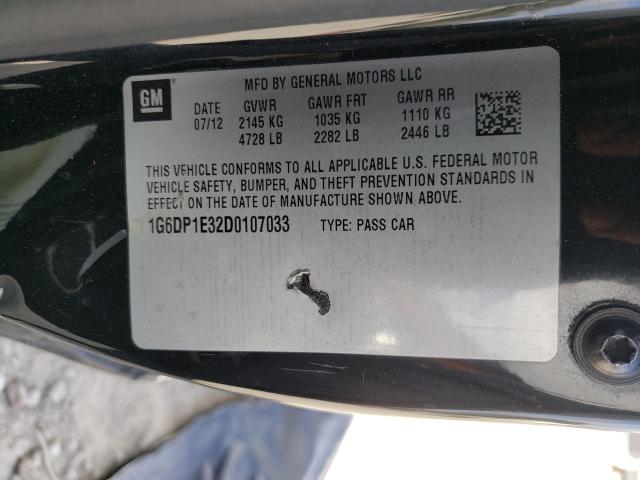 GM
MFD BY GENERAL MOTORS LLC
DATE GVWR GAWR FRT GAWR RR
07/12 2145 KG 1035 KG 1110 KG
4728 LB 2282 LB 2446 LB
THIS VEHICLE CONFORMS TO ALL APPLICABLE U.S. FEDERAL MOTOR
VEHICLE SAFETY, BUMPER, AND THEFT PREVENTION STANDARDS IN
EFFECT ON THE DATE OF MANUFACTURE SHOWN ABOVE.
1G6DP1E32D0107033 TYPE: PASS CAR